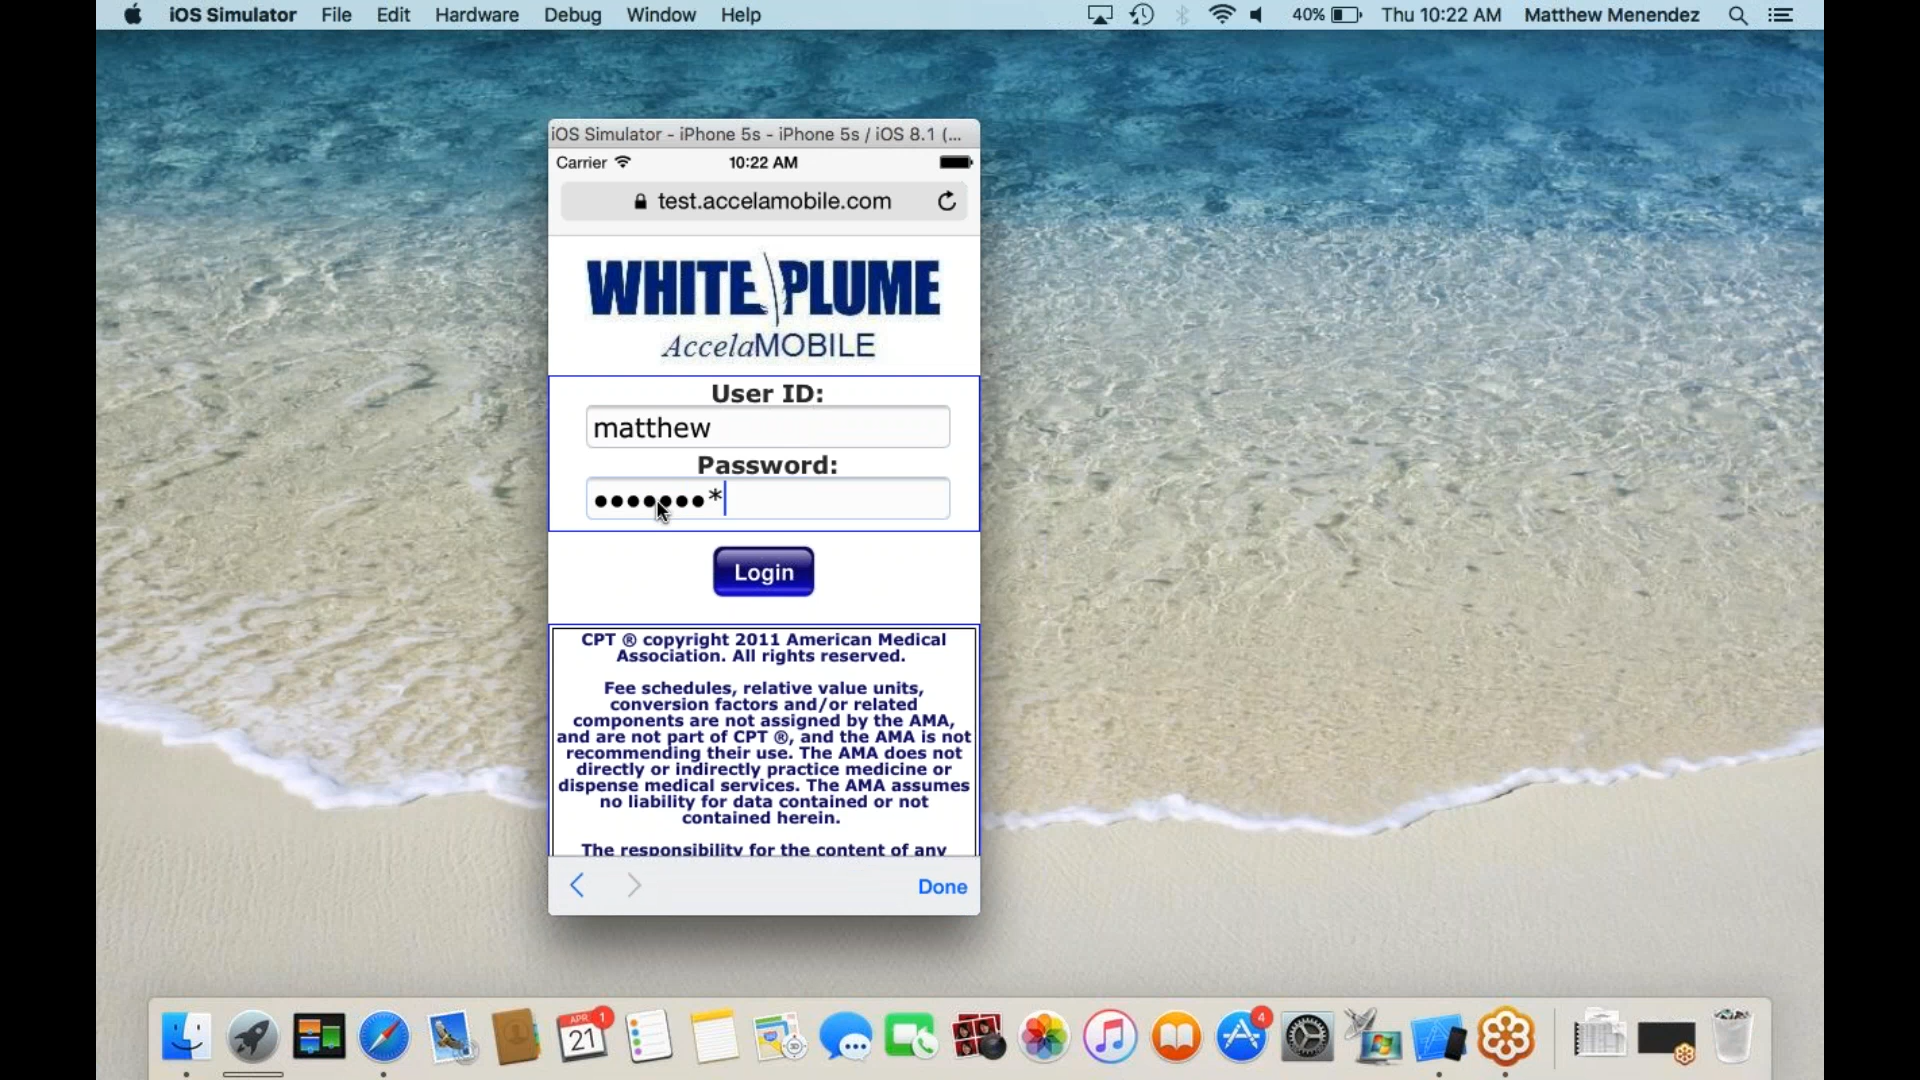 iOS Simulator File Edit Hardware Debug Window Help 40% Thu 10:22 AM Matthew Menendez
iOS Simulator - iPhone 5s - iPhone 5s / iOS 8.1 (...
Carrier 10:22 AM
test.accelamobile.com
WHITE PLUME
AccelaMOBILE
User ID:
matthew
Password:
•••••••*
Login
CPT ® copyright 2011 American Medical
Association. All rights reserved.
Fee schedules, relative value units,
conversion factors and/or related
components are not assigned by the AMA,
and are not part of CPT ®, and the AMA is not
recommending their use. The AMA does not
directly or indirectly practice medicine or
dispense medical services. The AMA assumes
no liability for data contained or not
contained herein.
The responsibility for the content of any
Done
APR 1 4
21